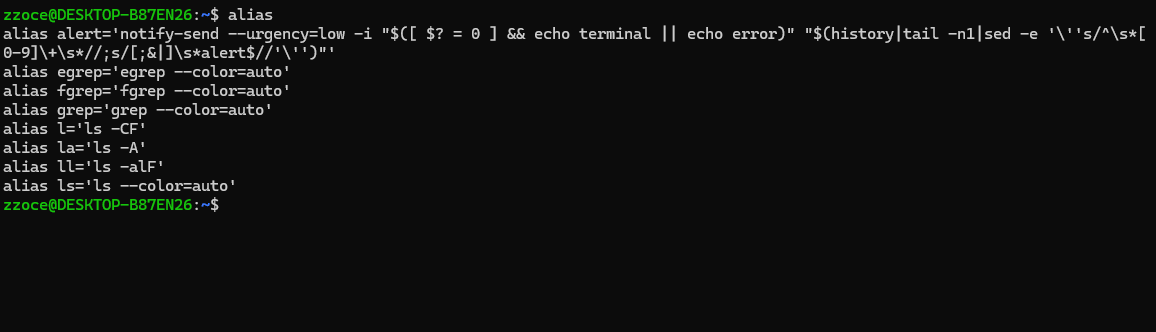 zzoce@DESKTOP-B87EN26:~$ alias
alias alert='notify-send --urgency=low -i "$([ $? = 0 ] && echo terminal || echo error)" "$(history|tail -n1|sed -e '\''s/^\s*[
0-9]\+\s*//;s/[;&|]\s*alert$//'\'')"'
alias egrep='egrep --color=auto'
alias fgrep='fgrep --color=auto'
alias grep='grep --color=auto'
alias l='ls -CF'
alias la='ls -A'
alias ll='ls -alF'
alias ls='ls --color=auto'
zzoce@DESKTOP-B87EN26:~$